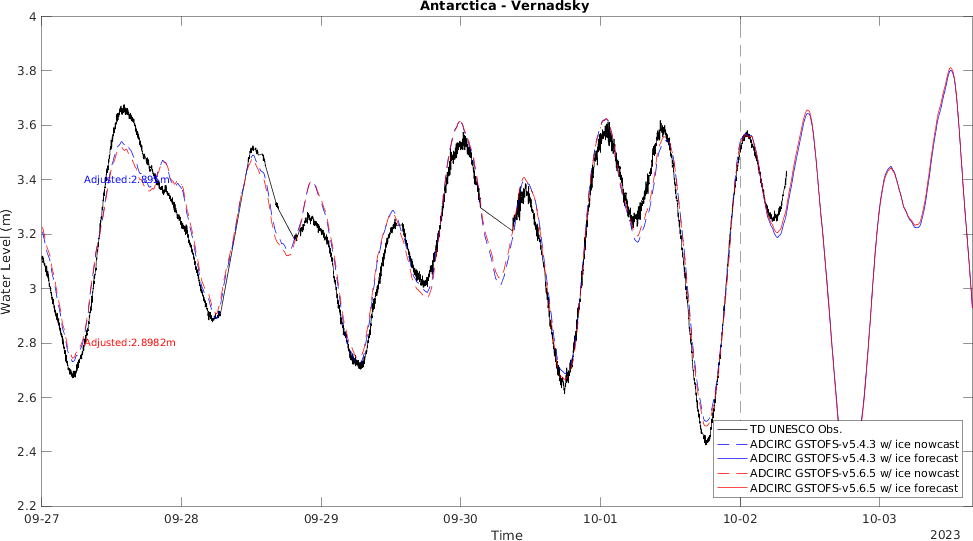 Antarctica - Vernadsky
4
3.8
3.6
3.4
3.2
3
2.8
2.6
2.4
2.2
Water Level (m)
Adjusted:2.8982m
TD UNESCO Obs.
ADCIRC GSTOFS-v5.4.3 w/ ice nowcast
ADCIRC GSTOFS-v5.4.3 w/ ice forecast
ADCIRC GSTOFS-v5.6.5 w/ ice nowcast
ADCIRC GSTOFS-v5.6.5 w/ ice forecast
09-27
09-28
09-29
09-30
10-01
10-02
10-03
Time
2023